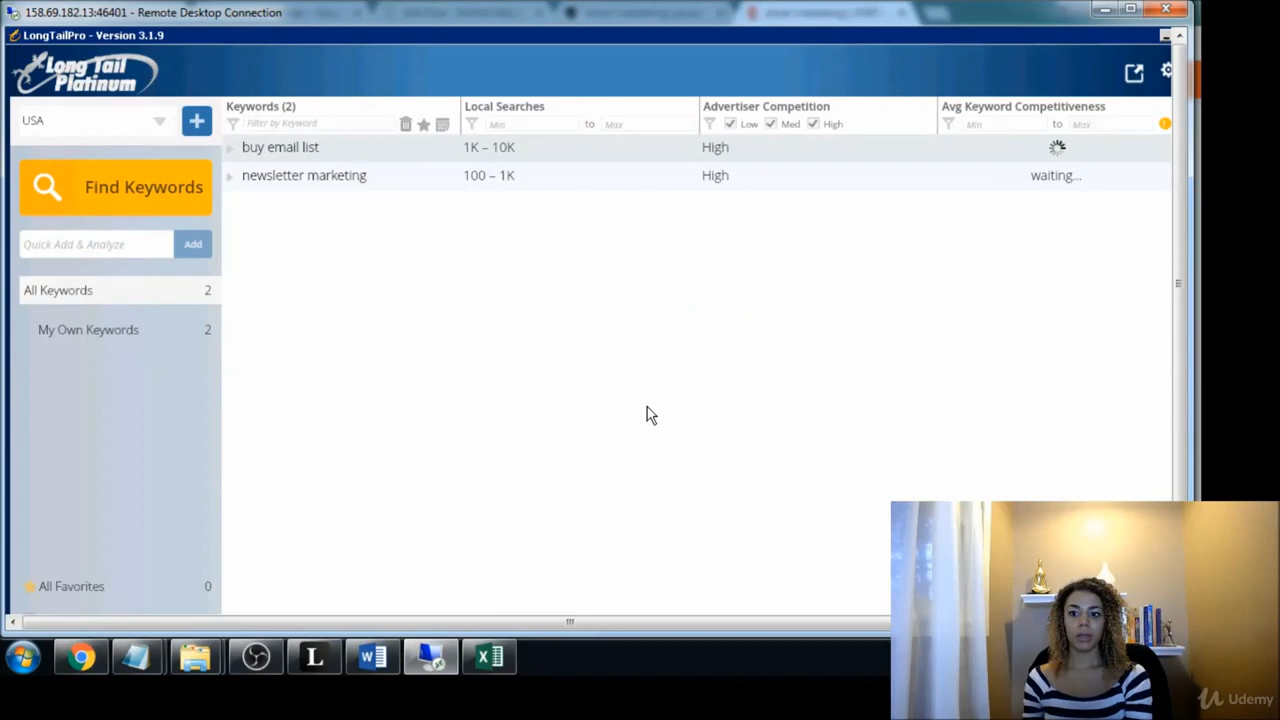 158.69.182.13:46401 - Remote Desktop Connection
LongTailPro - Version 3.1.9
Long Tail
Platinum
USA
+
Find Keywords
Quick Add & Analyze
Add
All Keywords 2
My Own Keywords 2
All Favorites 0
Keywords (2) Local Searches Advertiser Competition Avg Keyword Competitiveness
Filter by Keyword Min to Max Low Med High Min to Max
buy email list 1K – 10K High
newsletter marketing 100 – 1K High waiting...
L
Udemy